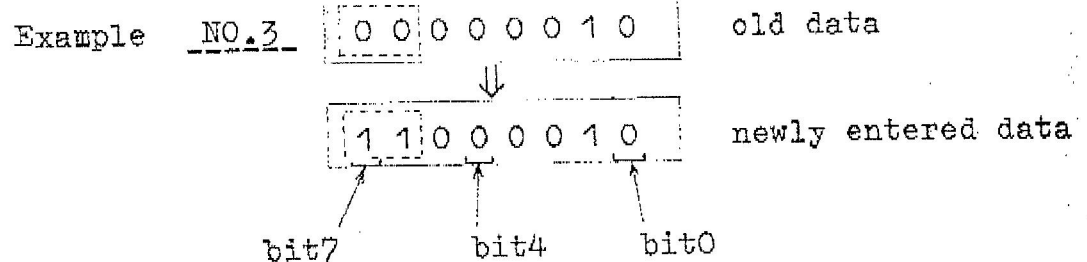 Example NO.3 0 0 0 0 0 0 1 0 old data
⇓
1 1 0 0 0 0 1 0 newly entered data
bit7 bit4 bit0